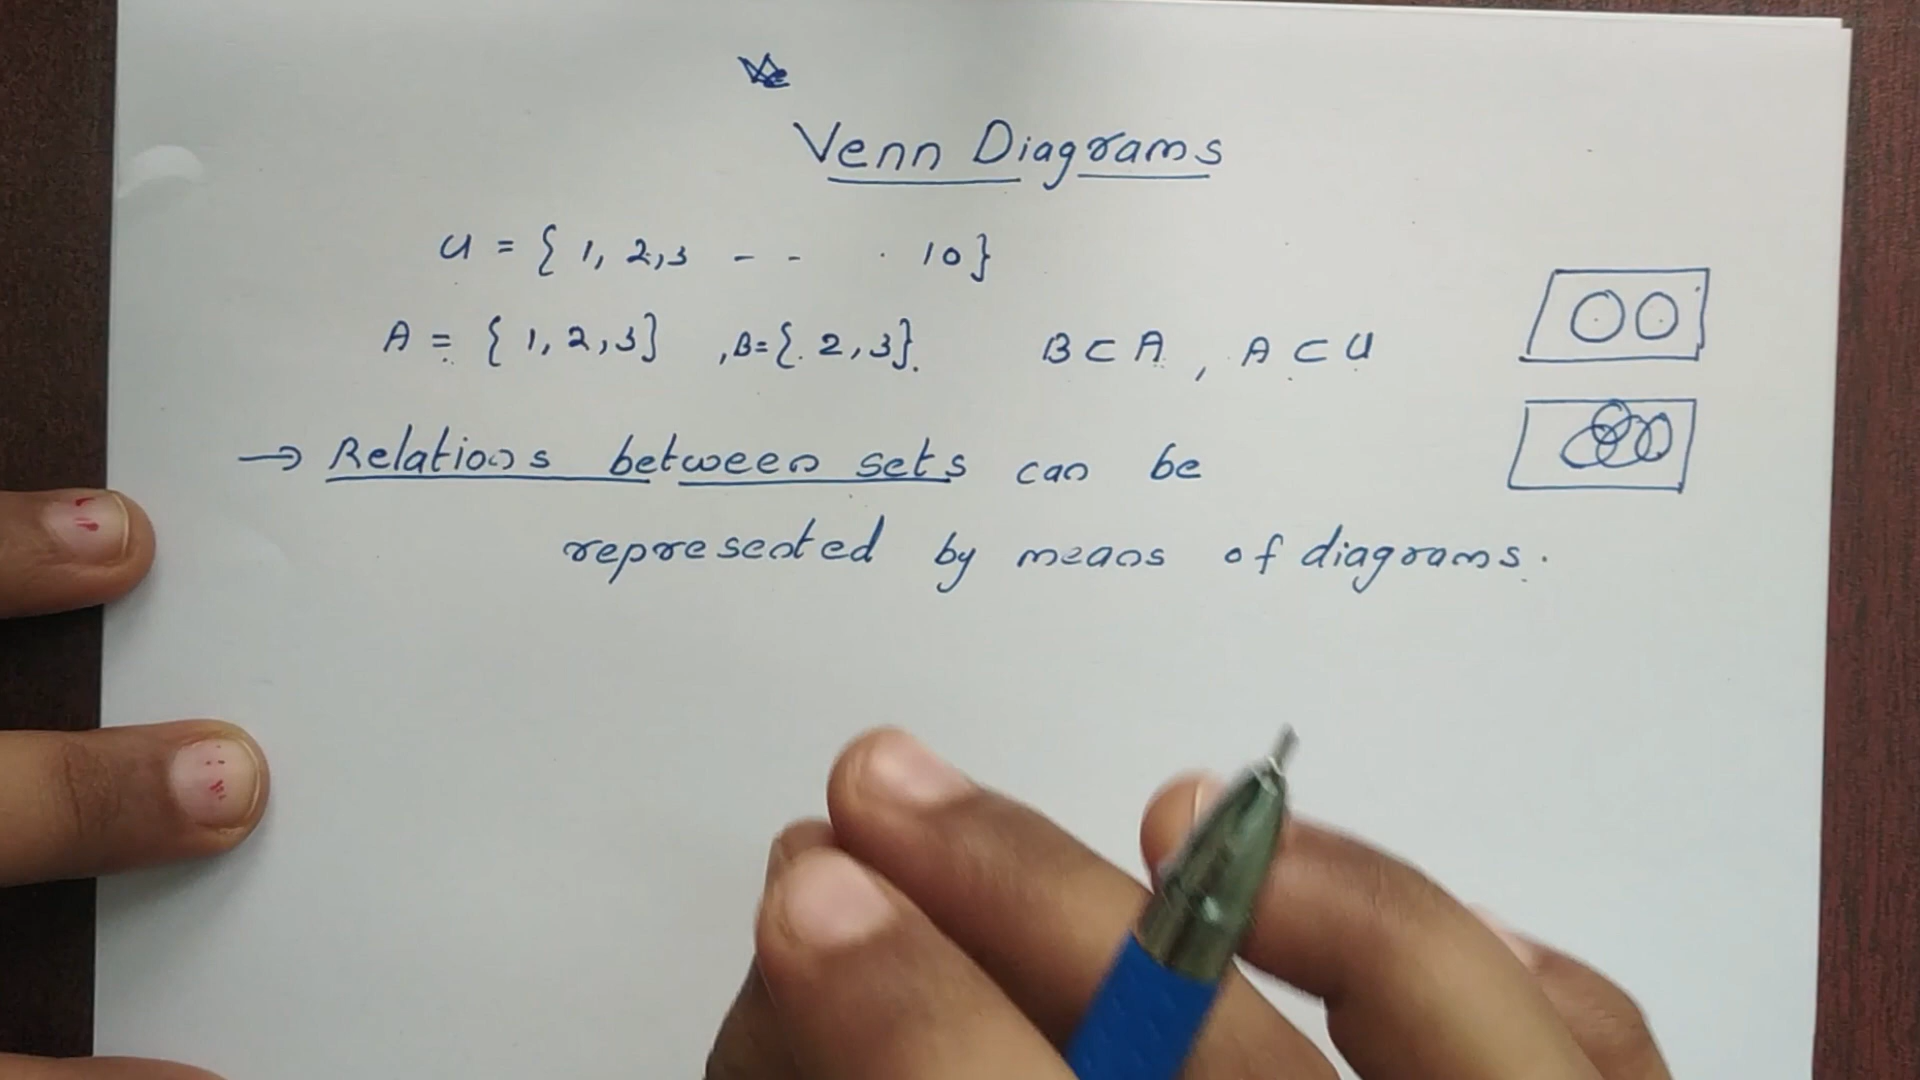 Venn Diagrams
U = { 1, 2, 3 - - . 10}
A = { 1, 2, 3} , B = { 2, 3}. B ⊂ A , A ⊂ U
→ Relations between sets can be
represented by means of diagrams.